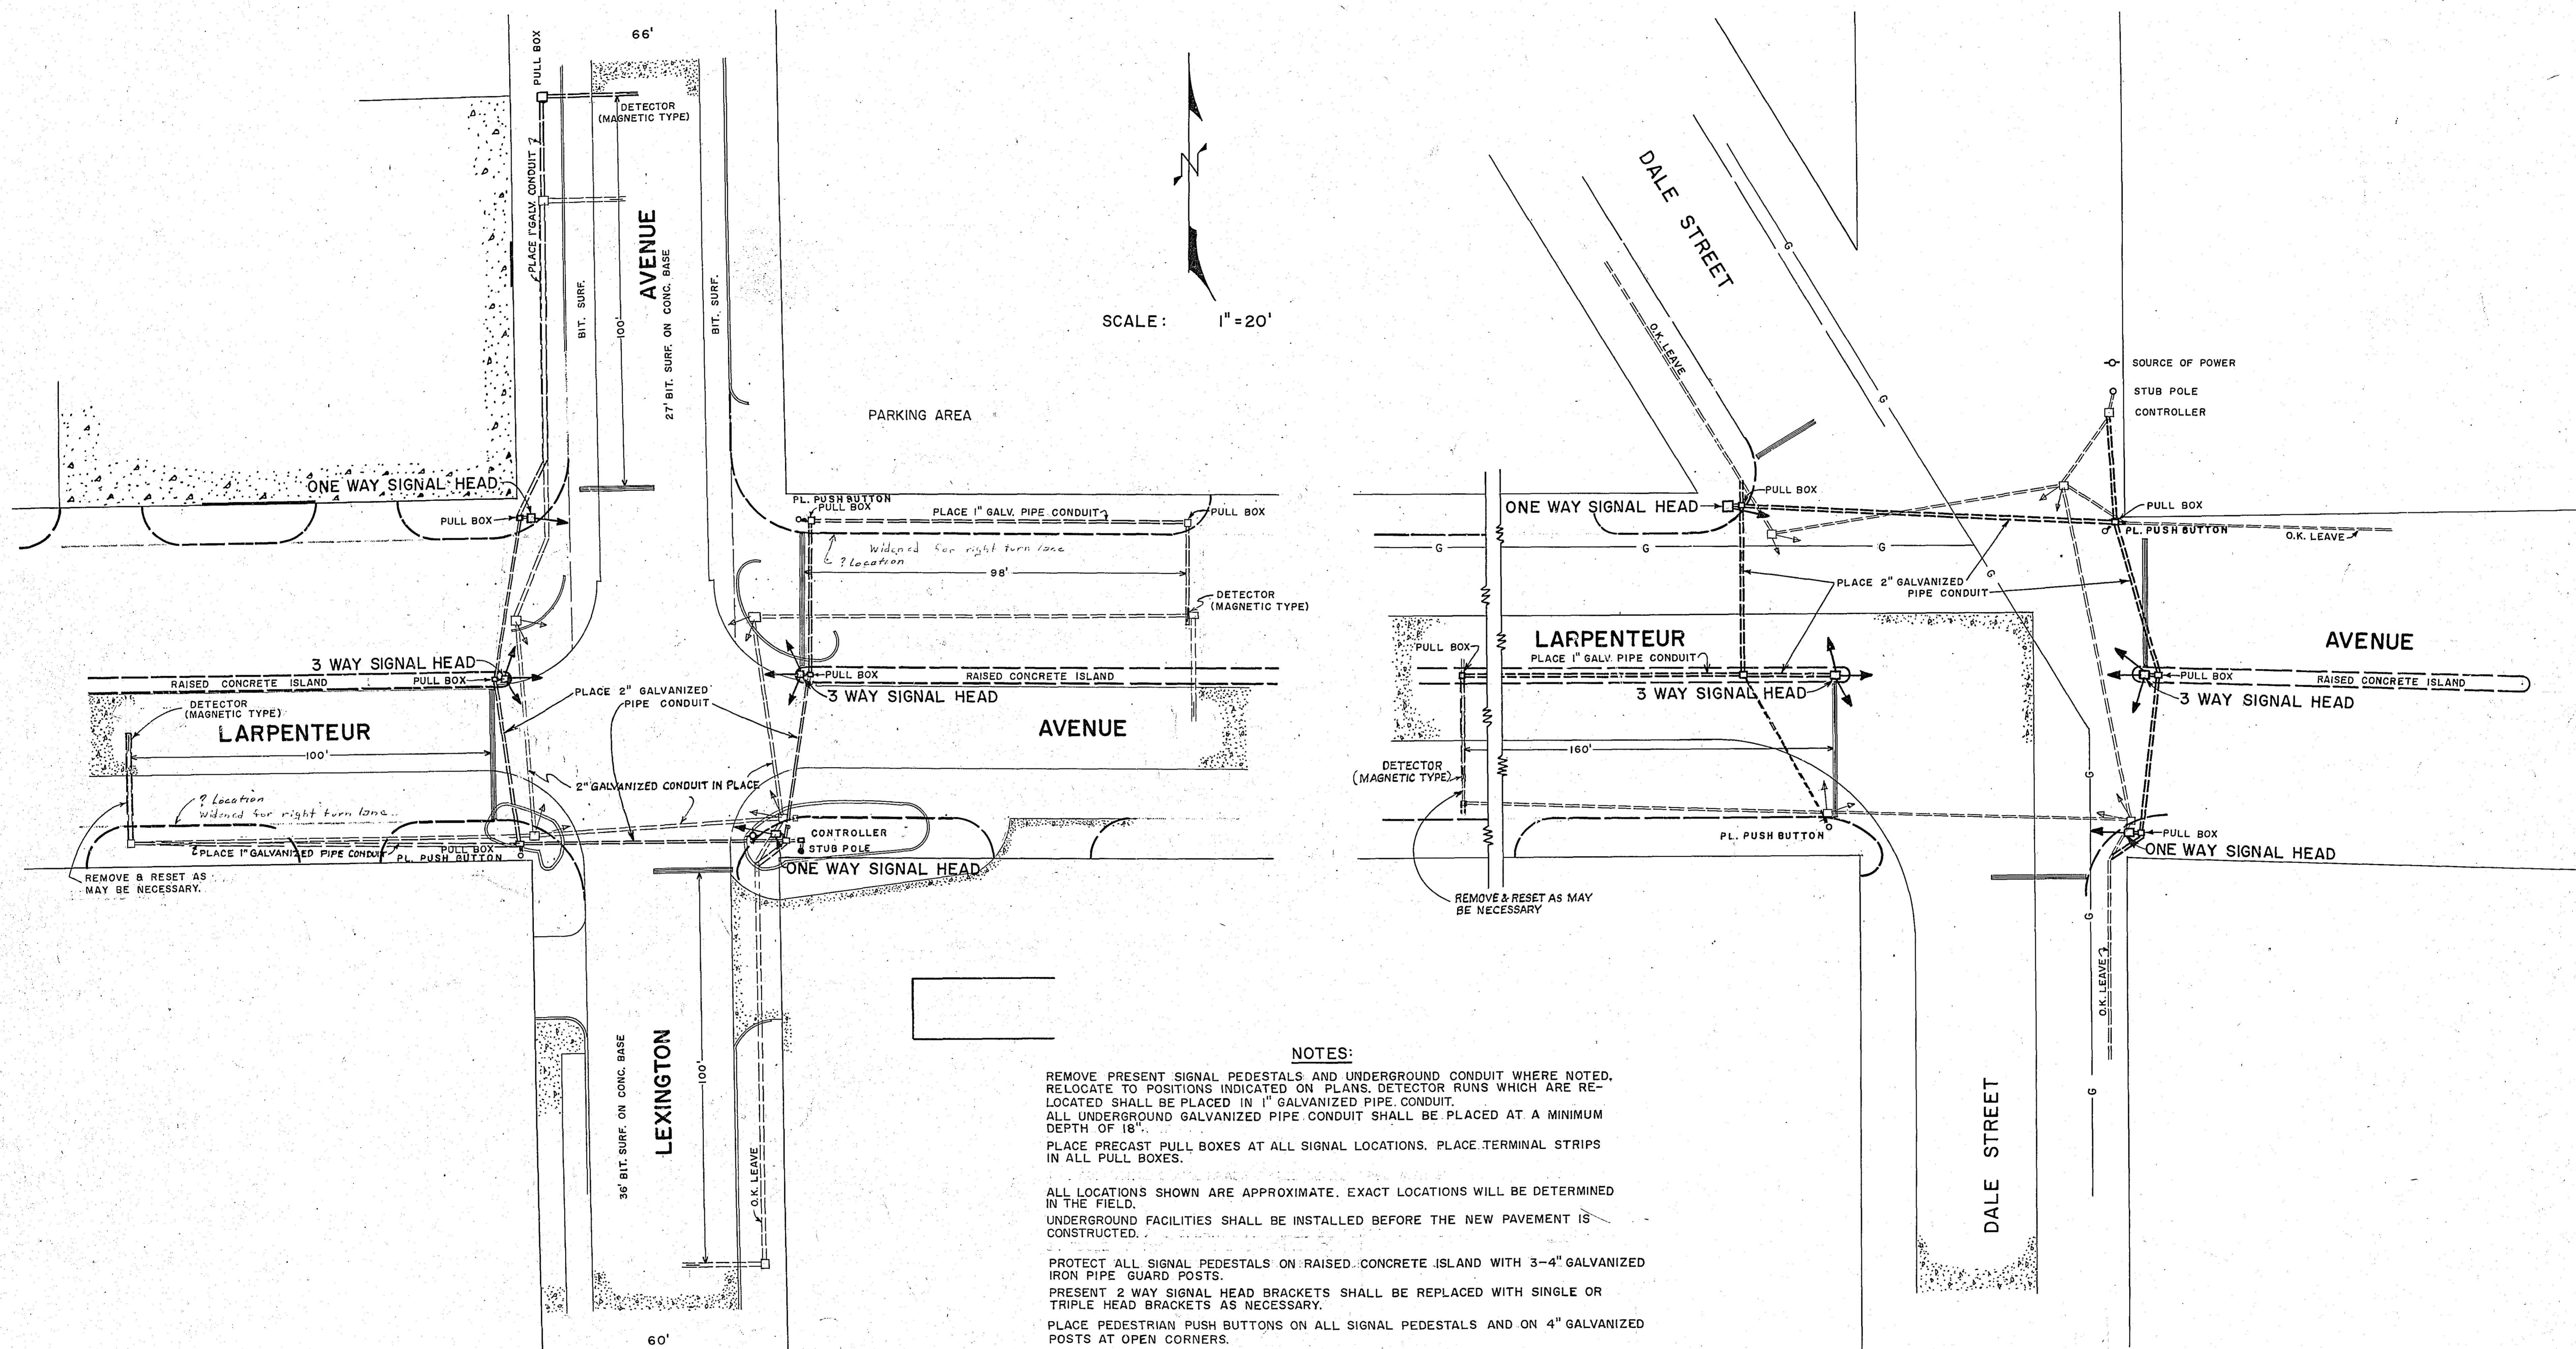 66'
PULL BOX
DETECTOR
(MAGNETIC TYPE)
PLACE 1" GALV. CONDUIT
BIT. SURF.
100'
AVENUE
27' BIT. SURF. ON CONC. BASE
BIT. SURF.
N
SCALE: 1"=20'
PARKING AREA
ONE WAY SIGNAL HEAD
PULL BOX
PL. PUSH BUTTON
PULL BOX
PLACE 1" GALV. PIPE CONDUIT
PULL BOX
Widened for right turn lane
? Location
98'
DETECTOR
(MAGNETIC TYPE)
3 WAY SIGNAL HEAD
RAISED CONCRETE ISLAND
PULL BOX
PULL BOX
RAISED CONCRETE ISLAND
3 WAY SIGNAL HEAD
PLACE 2" GALVANIZED
PIPE CONDUIT
DETECTOR
(MAGNETIC TYPE)
LARPENTEUR
AVENUE
100'
2" GALVANIZED CONDUIT IN PLACE
? Location
Widened for right turn lane
PLACE 1" GALVANIZED PIPE CONDUIT
PULL BOX
PL. PUSH BUTTON
CONTROLLER
STUB POLE
ONE WAY SIGNAL HEAD
REMOVE & RESET AS
MAY BE NECESSARY.
36' BIT. SURF. ON CONC. BASE
LEXINGTON
100'
O.K. LEAVE
60'
DALE STREET
O.K. LEAVE
G
G
SOURCE OF POWER
STUB POLE
CONTROLLER
PULL BOX
ONE WAY SIGNAL HEAD
PULL BOX
PL. PUSH BUTTON
O.K. LEAVE
G
G
G
G
PLACE 2" GALVANIZED
PIPE CONDUIT
LARPENTEUR
AVENUE
PULL BOX
PLACE 1" GALV. PIPE CONDUIT
3 WAY SIGNAL HEAD
PULL BOX
RAISED CONCRETE ISLAND
3 WAY SIGNAL HEAD
160'
DETECTOR
(MAGNETIC TYPE)
G
PL. PUSH BUTTON
PULL BOX
ONE WAY SIGNAL HEAD
REMOVE & RESET AS MAY
BE NECESSARY
G
O.K. LEAVE
G
DALE STREET
NOTES:
REMOVE PRESENT SIGNAL PEDESTALS AND UNDERGROUND CONDUIT WHERE NOTED,
RELOCATE TO POSITIONS INDICATED ON PLANS. DETECTOR RUNS WHICH ARE RE-
LOCATED SHALL BE PLACED IN 1" GALVANIZED PIPE CONDUIT.
ALL UNDERGROUND GALVANIZED PIPE CONDUIT SHALL BE PLACED AT A MINIMUM
DEPTH OF 18".
PLACE PRECAST PULL BOXES AT ALL SIGNAL LOCATIONS. PLACE TERMINAL STRIPS
IN ALL PULL BOXES.
ALL LOCATIONS SHOWN ARE APPROXIMATE. EXACT LOCATIONS WILL BE DETERMINED
IN THE FIELD.
UNDERGROUND FACILITIES SHALL BE INSTALLED BEFORE THE NEW PAVEMENT IS
CONSTRUCTED.
PROTECT ALL SIGNAL PEDESTALS ON RAISED CONCRETE ISLAND WITH 3-4" GALVANIZED
IRON PIPE GUARD POSTS.
PRESENT 2 WAY SIGNAL HEAD BRACKETS SHALL BE REPLACED WITH SINGLE OR
TRIPLE HEAD BRACKETS AS NECESSARY.
PLACE PEDESTRIAN PUSH BUTTONS ON ALL SIGNAL PEDESTALS AND ON 4" GALVANIZED
POSTS AT OPEN CORNERS.